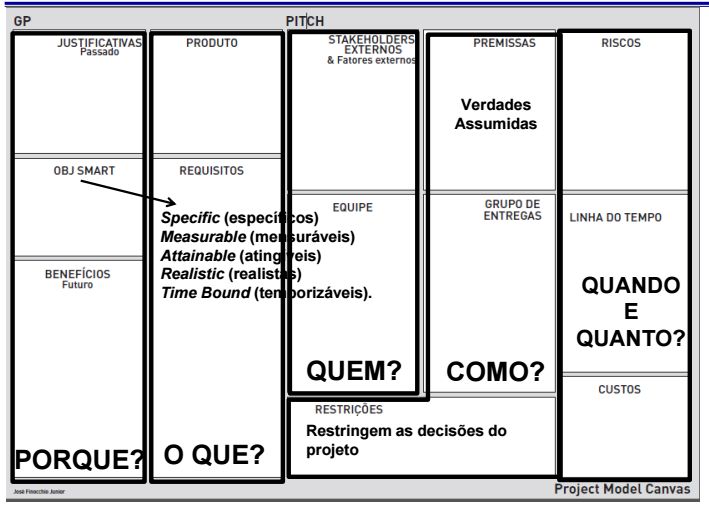 GP
PITCH
JUSTIFICATIVAS
Passado
OBJ SMART
BENEFÍCIOS
Futuro
PORQUE?
PRODUTO
REQUISITOS
Specific (específicos)
Measurable (mensuráveis)
Attainable (atingíveis)
Realistic (realistas)
Time Bound (temporizáveis).
O QUE?
STAKEHOLDERS
EXTERNOS
& Fatores externos
EQUIPE
QUEM?
PREMISSAS
Verdades
Assumidas
GRUPO DE
ENTREGAS
COMO?
RESTRIÇÕES
Restringem as decisões do
projeto
RISCOS
LINHA DO TEMPO
QUANDO
E
QUANTO?
CUSTOS
José Finocchio Junior
Project Model Canvas